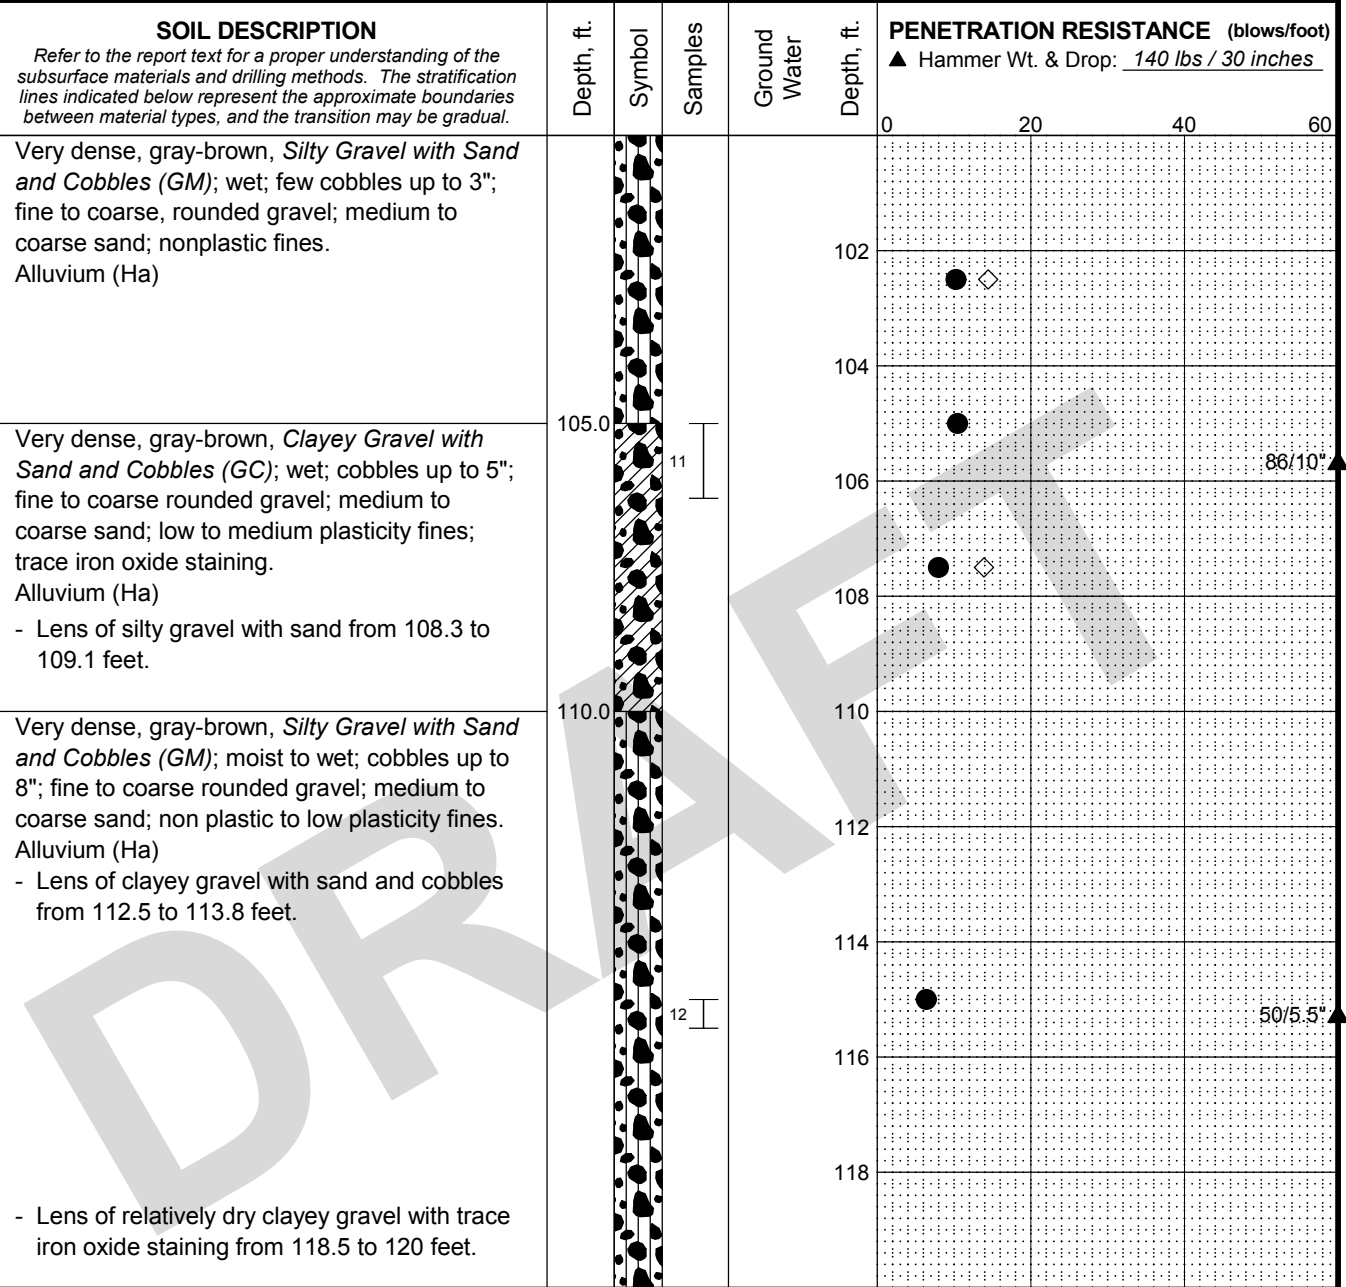 SOIL DESCRIPTION
Refer to the report text for a proper understanding of the
subsurface materials and drilling methods. The stratification
lines indicated below represent the approximate boundaries
between material types, and the transition may be gradual.
Depth, ft.
Symbol
Samples
Ground
Water
Depth, ft.
PENETRATION RESISTANCE (blows/foot)
▲ Hammer Wt. & Drop: 140 lbs / 30 inches
0 20 40 60
Very dense, gray-brown, Silty Gravel with Sand
and Cobbles (GM); wet; few cobbles up to 3";
fine to coarse, rounded gravel; medium to
coarse sand; nonplastic fines.
Alluvium (Ha)
102
104
105.0
Very dense, gray-brown, Clayey Gravel with
Sand and Cobbles (GC); wet; cobbles up to 5";
fine to coarse rounded gravel; medium to
coarse sand; low to medium plasticity fines;
trace iron oxide staining.
Alluvium (Ha)
- Lens of silty gravel with sand from 108.3 to
109.1 feet.
11
86/10"
106
108
110.0
110
Very dense, gray-brown, Silty Gravel with Sand
and Cobbles (GM); moist to wet; cobbles up to
8"; fine to coarse rounded gravel; medium to
coarse sand; non plastic to low plasticity fines.
Alluvium (Ha)
- Lens of clayey gravel with sand and cobbles
from 112.5 to 113.8 feet.
112
114
12
50/5.5"
116
118
- Lens of relatively dry clayey gravel with trace
iron oxide staining from 118.5 to 120 feet.
DRAFT